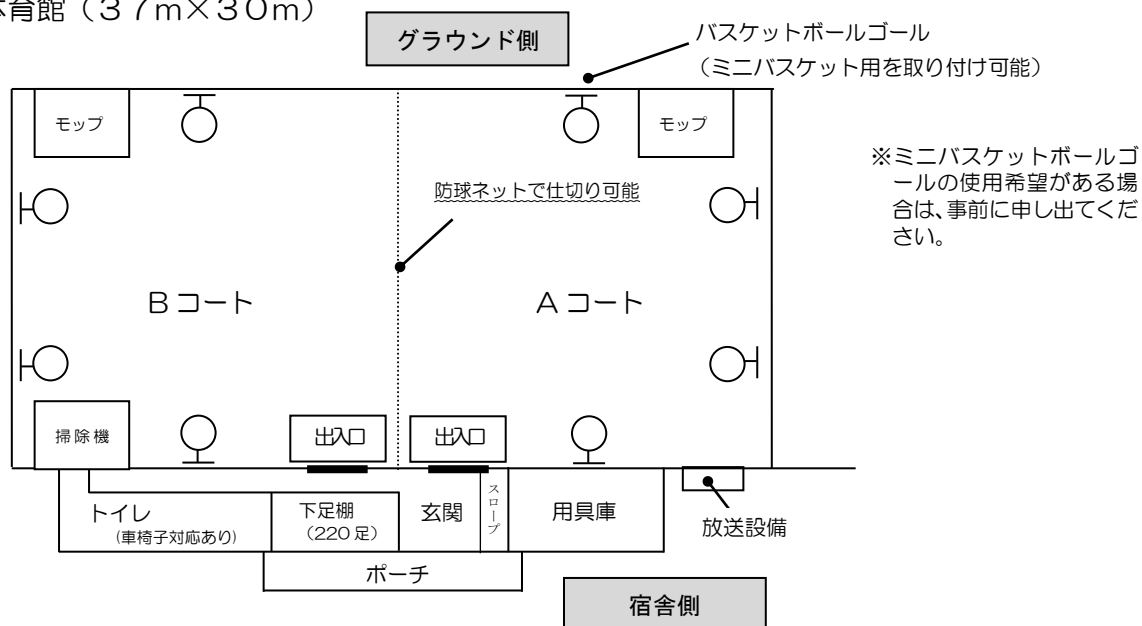 体育館（３７ｍ×３０ｍ）
グラウンド側
バスケットボールゴール
（ミニバスケット用を取り付け可能）
モップ
モップ
※ミニバスケットボールゴ
ールの使用希望がある場
合は、事前に申し出てくだ
さい。
防球ネットで仕切り可能
Ｂコート
Ａコート
掃除機
出入口
出入口
トイレ
(車椅子対応あり)
下足棚
（220 足）
玄関
スロープ
用具庫
放送設備
ポーチ
宿舎側